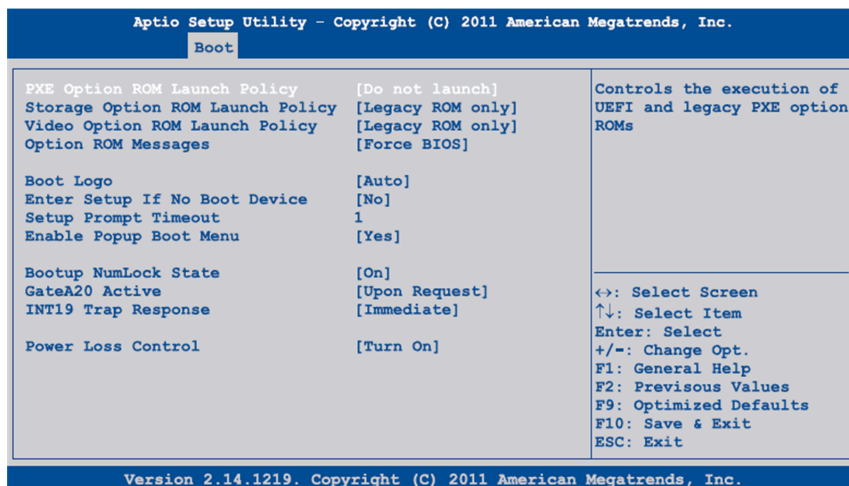 Aptio Setup Utility – Copyright (C) 2011 American Megatrends, Inc.
Boot
PXE Option ROM Launch Policy [Do not launch]
Storage Option ROM Launch Policy [Legacy ROM only]
Video Option ROM Launch Policy [Legacy ROM only]
Option ROM Messages [Force BIOS]
Boot Logo [Auto]
Enter Setup If No Boot Device [No]
Setup Prompt Timeout 1
Enable Popup Boot Menu [Yes]
Bootup NumLock State [On]
GateA20 Active [Upon Request]
INT19 Trap Response [Immediate]
Power Loss Control [Turn On]
Controls the execution of
UEFI and legacy PXE option
ROMs
↔: Select Screen
↑↓: Select Item
Enter: Select
+/-: Change Opt.
F1: General Help
F2: Previsous Values
F9: Optimized Defaults
F10: Save & Exit
ESC: Exit
Version 2.14.1219. Copyright (C) 2011 American Megatrends, Inc.